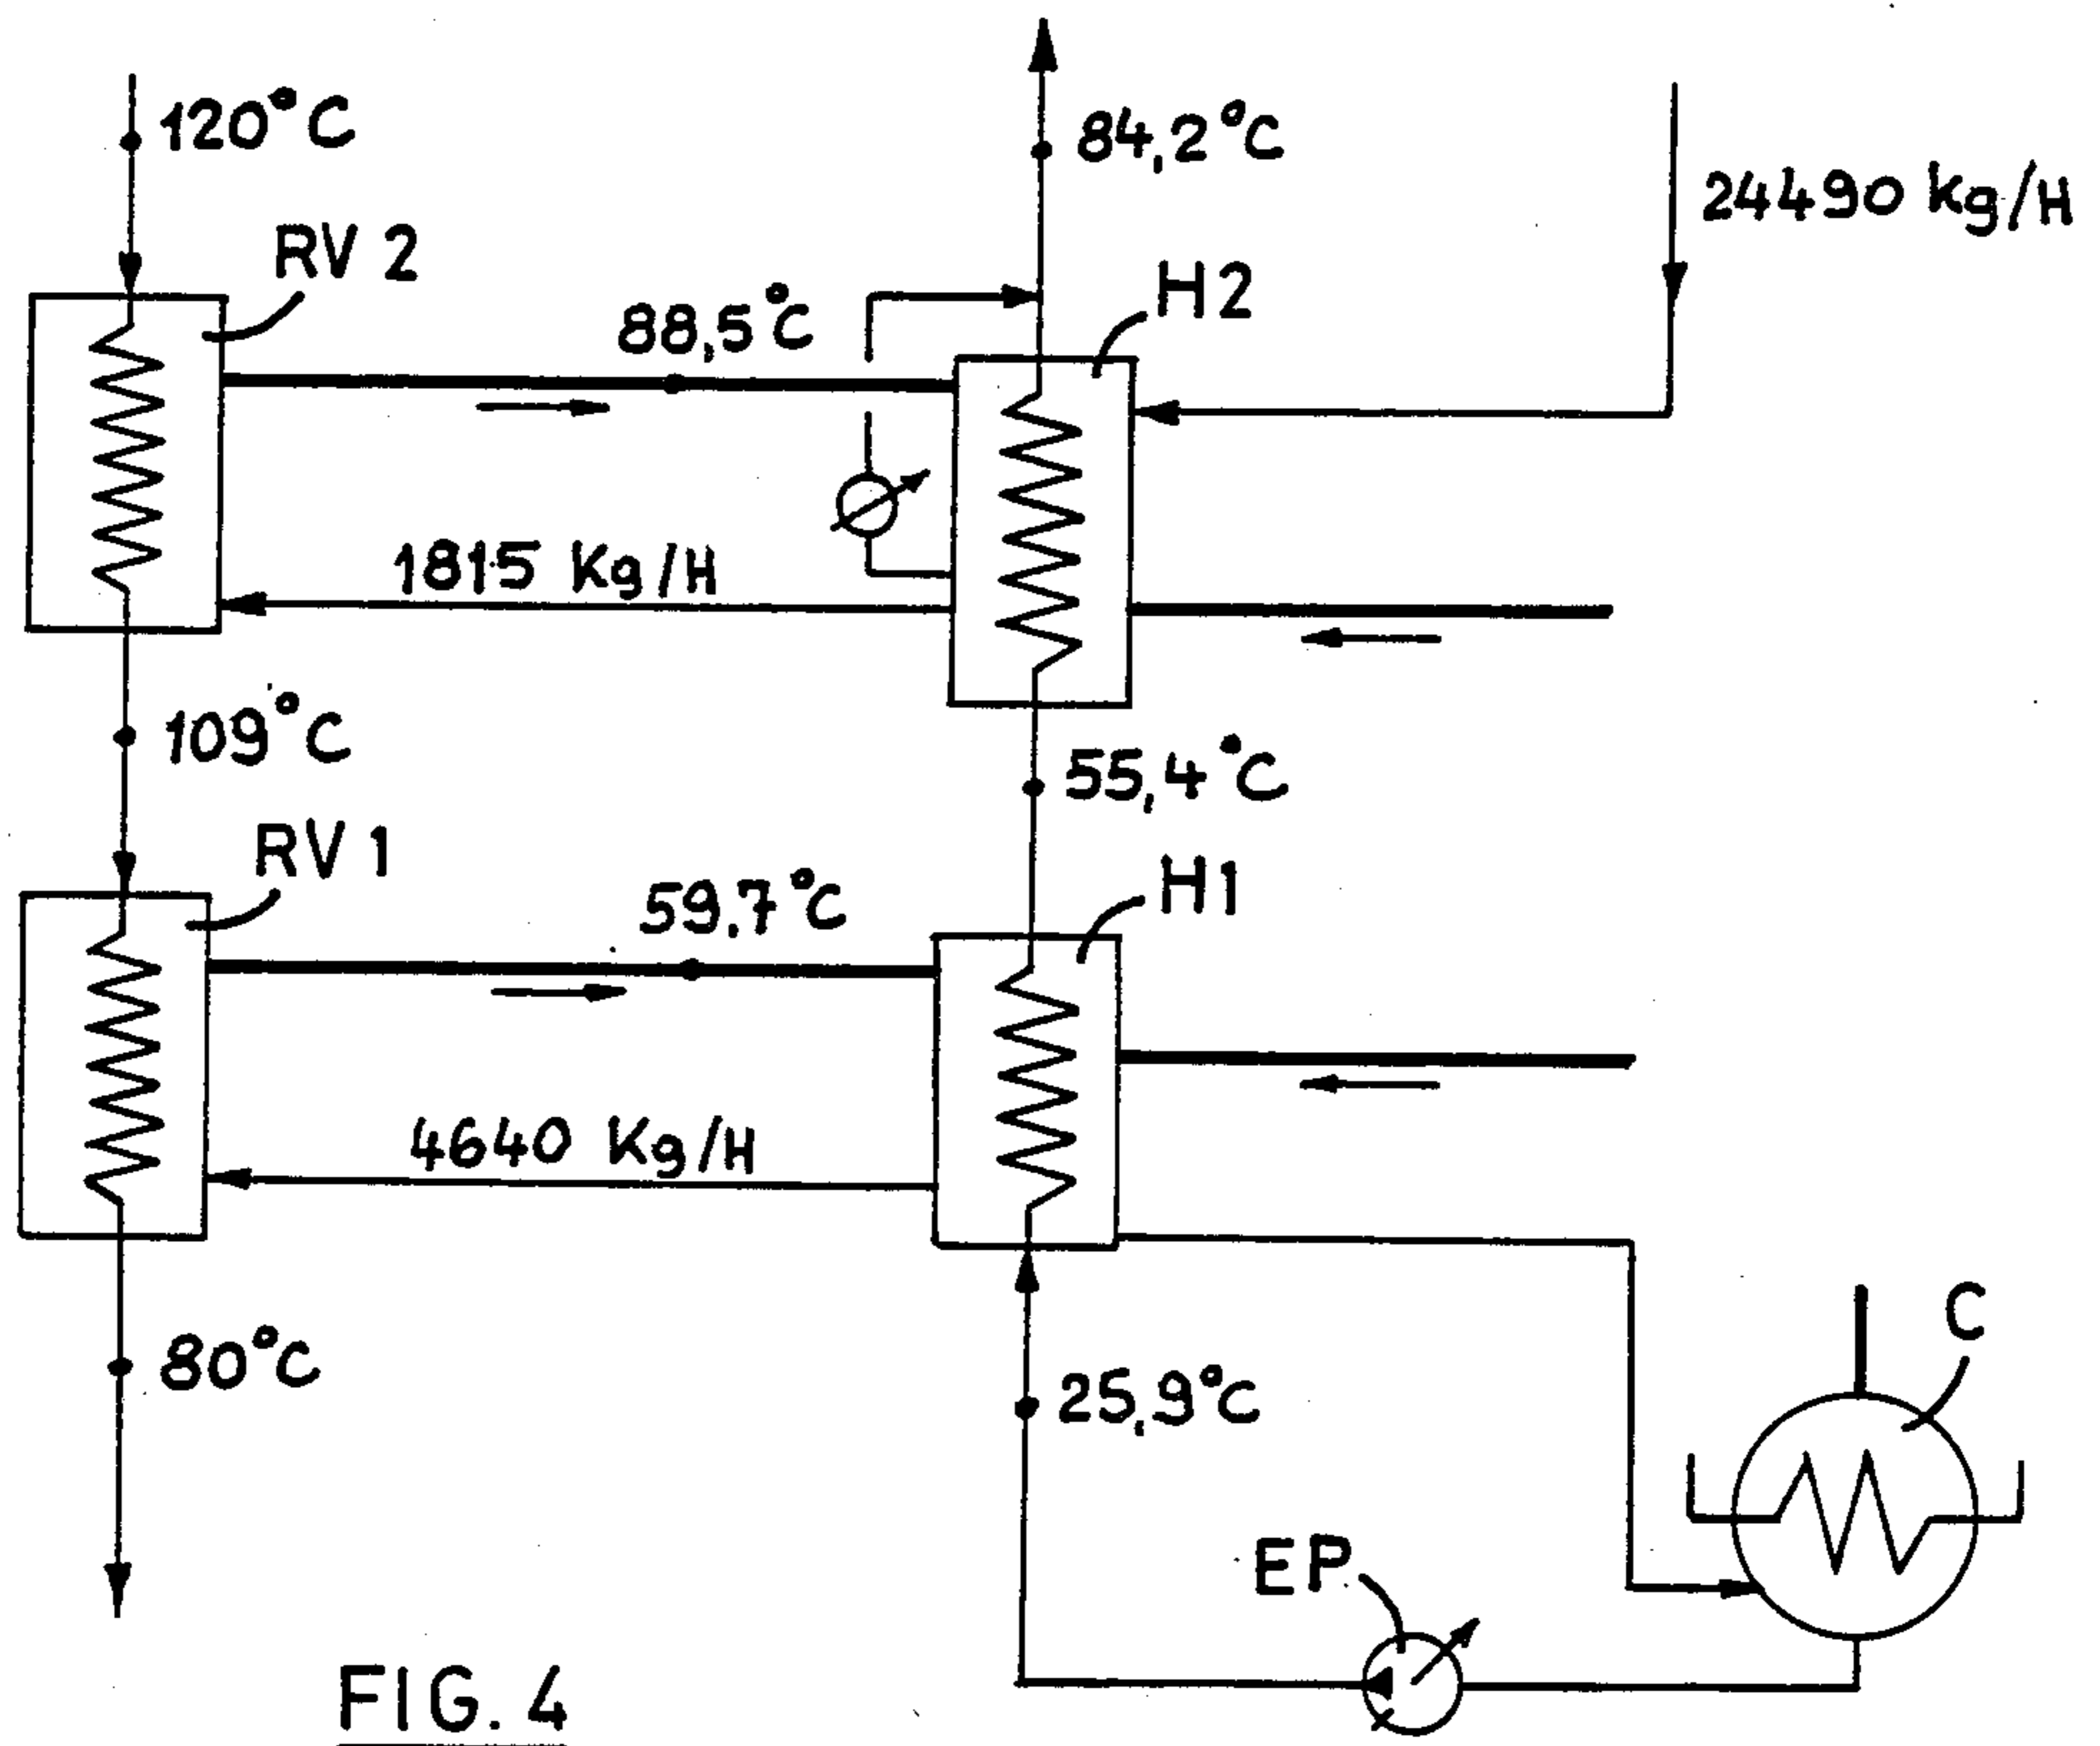 120°C
84,2°C
24490 kg/H
RV 2
H2
88,5°C
1815 Kg/H
109°C
55,4°C
RV 1
H1
59,7°C
4640 Kg/H
80°C
25,9°C
C
EP
FIG. 4